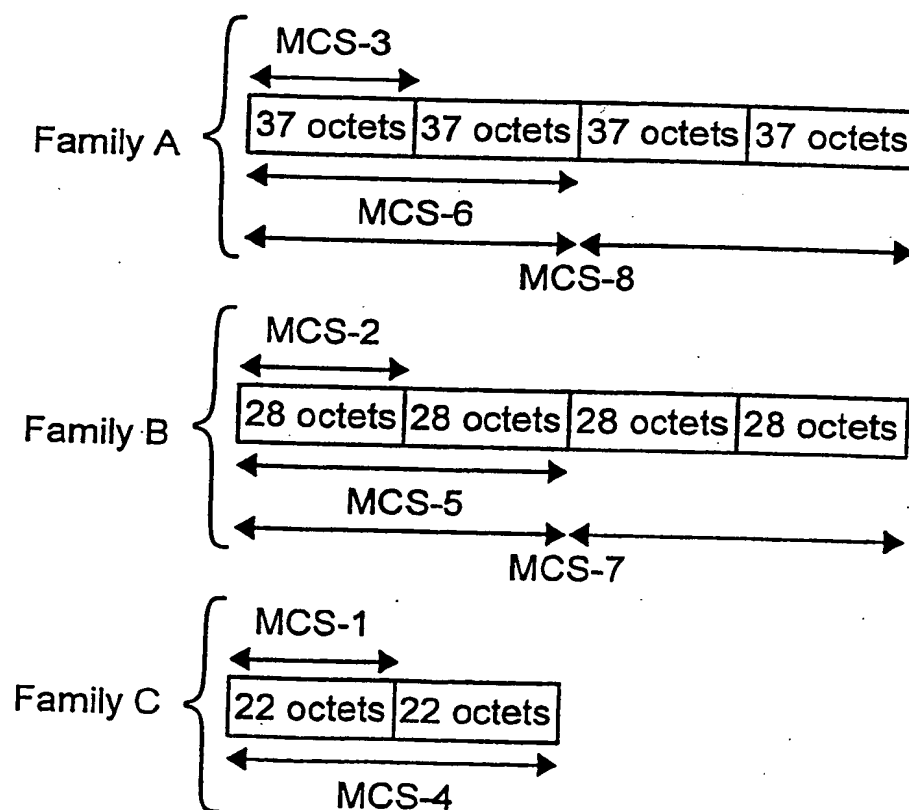 MCS-3
Family A
37 octets 37 octets 37 octets 37 octets
MCS-6
MCS-8
MCS-2
Family B
28 octets 28 octets 28 octets 28 octets
MCS-5
MCS-7
MCS-1
Family C
22 octets 22 octets
MCS-4